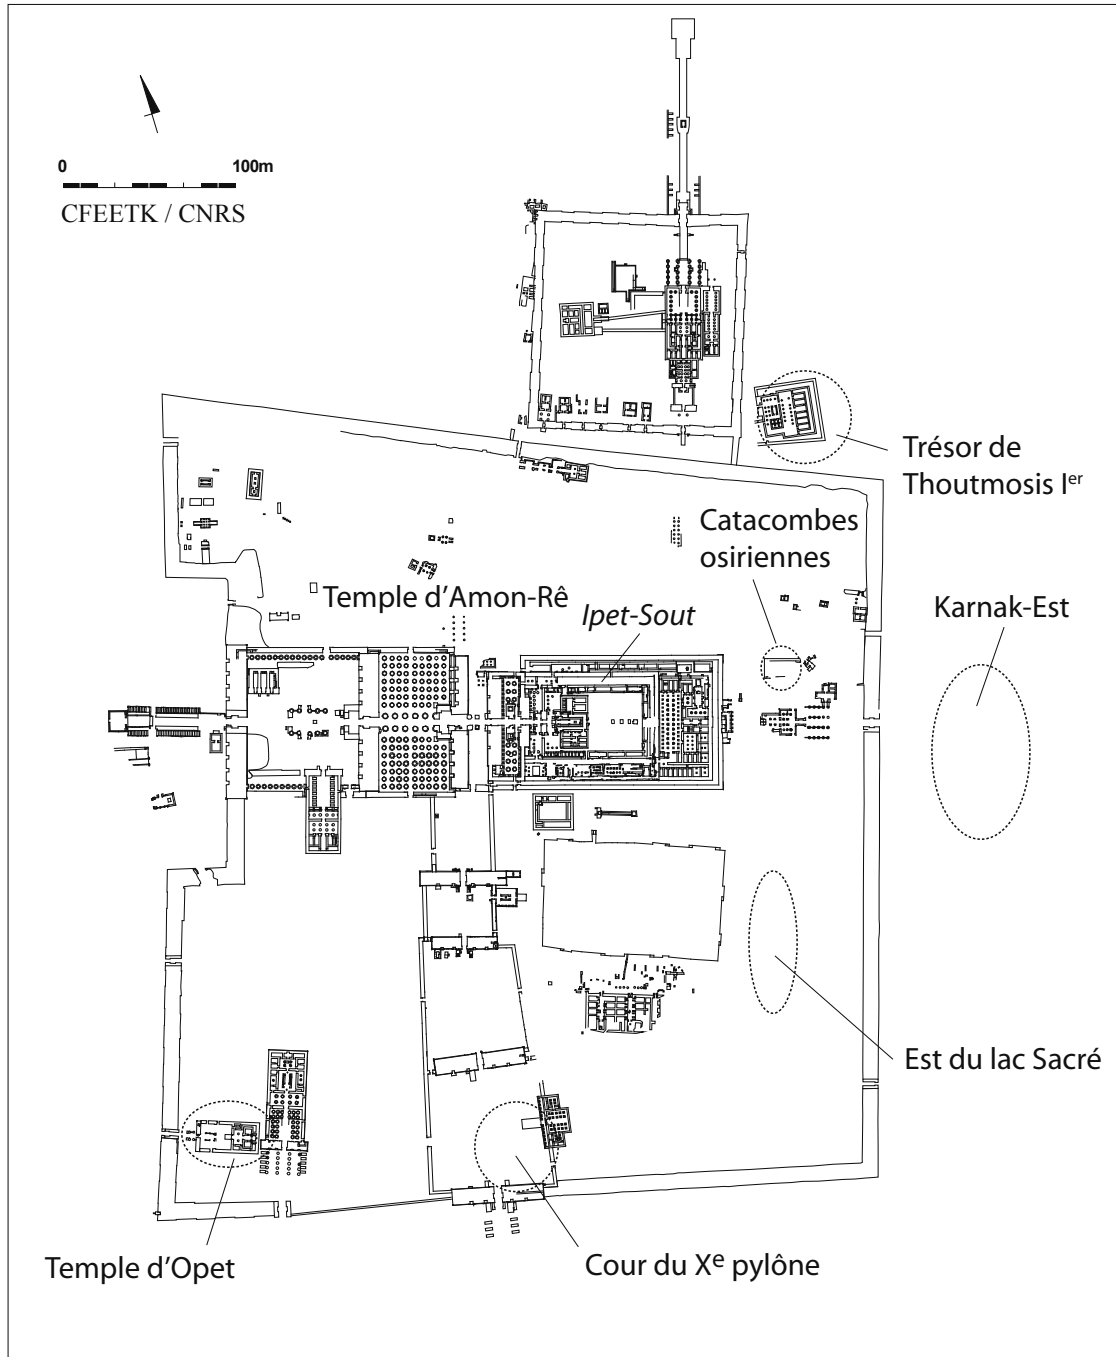 0 100m
CFEETK / CNRS
Trésor de
Thoutmosis Ier
Catacombes
osiriennes
Temple d'Amon-Rê
Ipet-Sout
Karnak-Est
Est du lac Sacré
Temple d'Opet
Cour du Xe pylône